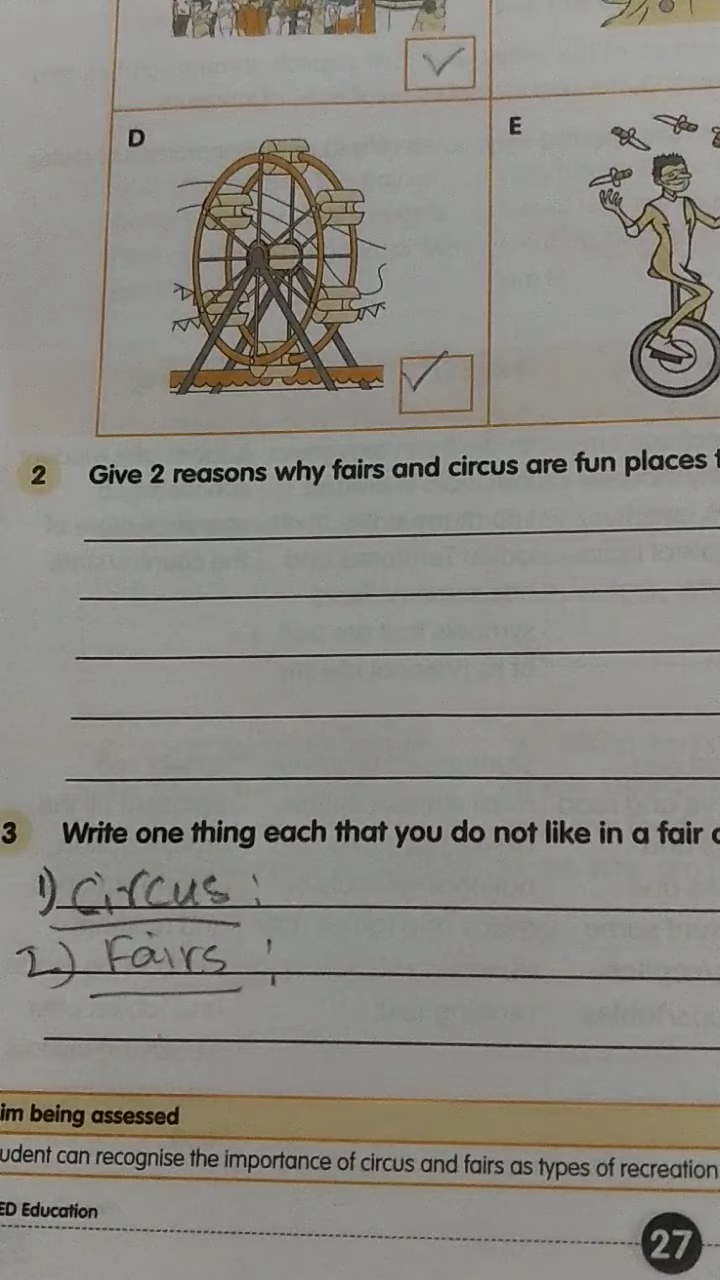 D
E
2 Give 2 reasons why fairs and circus are fun places
3 Write one thing each that you do not like in a fair
1) Circus :
2) Fairs :
im being assessed
udent can recognise the importance of circus and fairs as types of recreation
ED Education
27